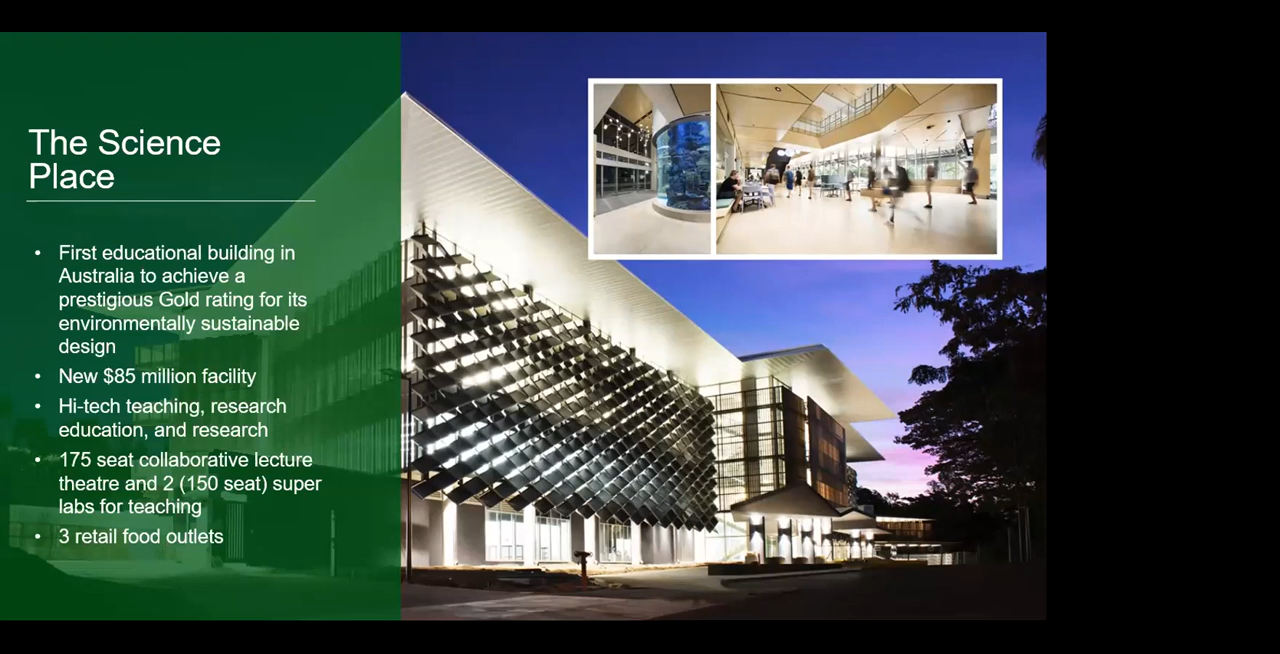 The Science
Place
• First educational building in
Australia to achieve a
prestigious Gold rating for its
environmentally sustainable
design
• New $85 million facility
• Hi-tech teaching, research
education, and research
• 175 seat collaborative lecture
theatre and 2 (150 seat) super
labs for teaching
• 3 retail food outlets